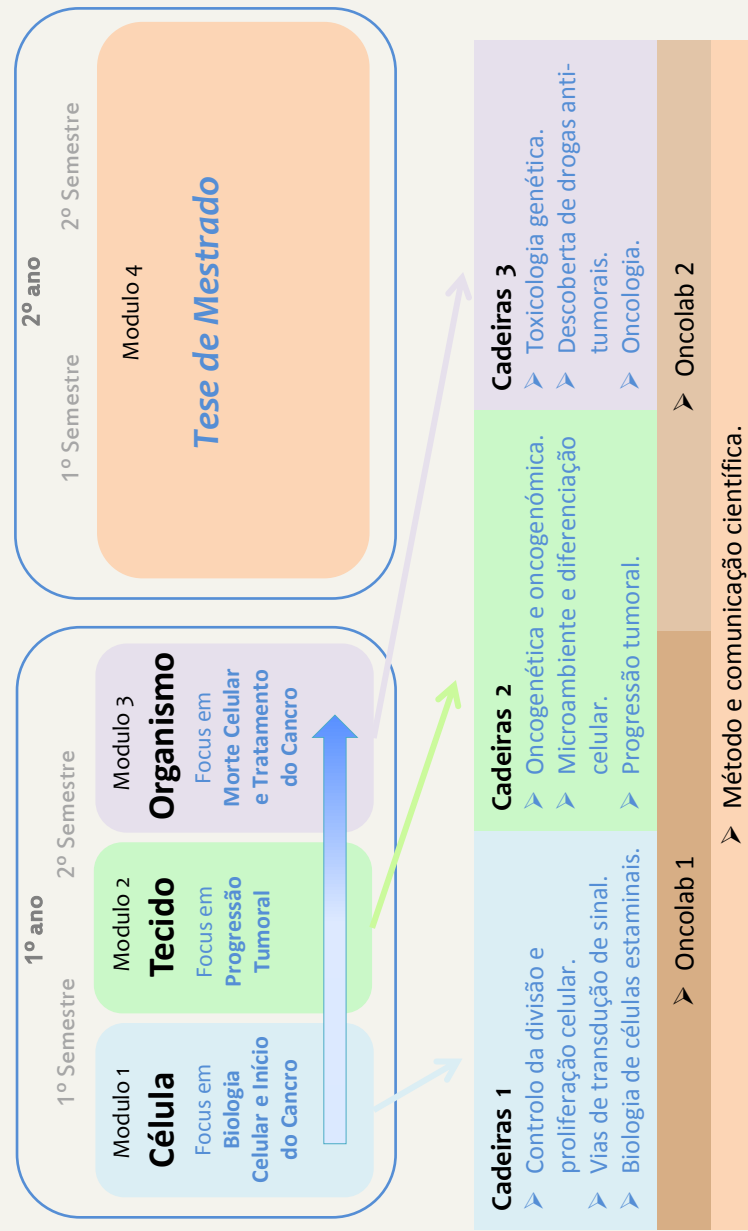 1º ano
1º Semestre
2º Semestre
Modulo 1
Célula
Focus em
Biologia
Celular e Início
do Cancro
Modulo 2
Tecido
Focus em
Progressão
Tumoral
Modulo 3
Organismo
Focus em
Morte Celular
e Tratamento
do Cancro
2º ano
1º Semestre
2º Semestre
Modulo 4
Tese de Mestrado
Cadeiras 1
➢ Controlo da divisão e
proliferação celular.
➢ Vias de transdução de sinal.
➢ Biologia de células estaminais.
Cadeiras 2
➢ Oncogenética e oncogenómica.
➢ Microambiente e diferenciação
celular.
➢ Progressão tumoral.
Cadeiras 3
➢ Toxicologia genética.
➢ Descoberta de drogas anti-
tumorais.
➢ Oncologia.
➢ Oncolab 1
➢ Oncolab 2
➢ Método e comunicação científica.